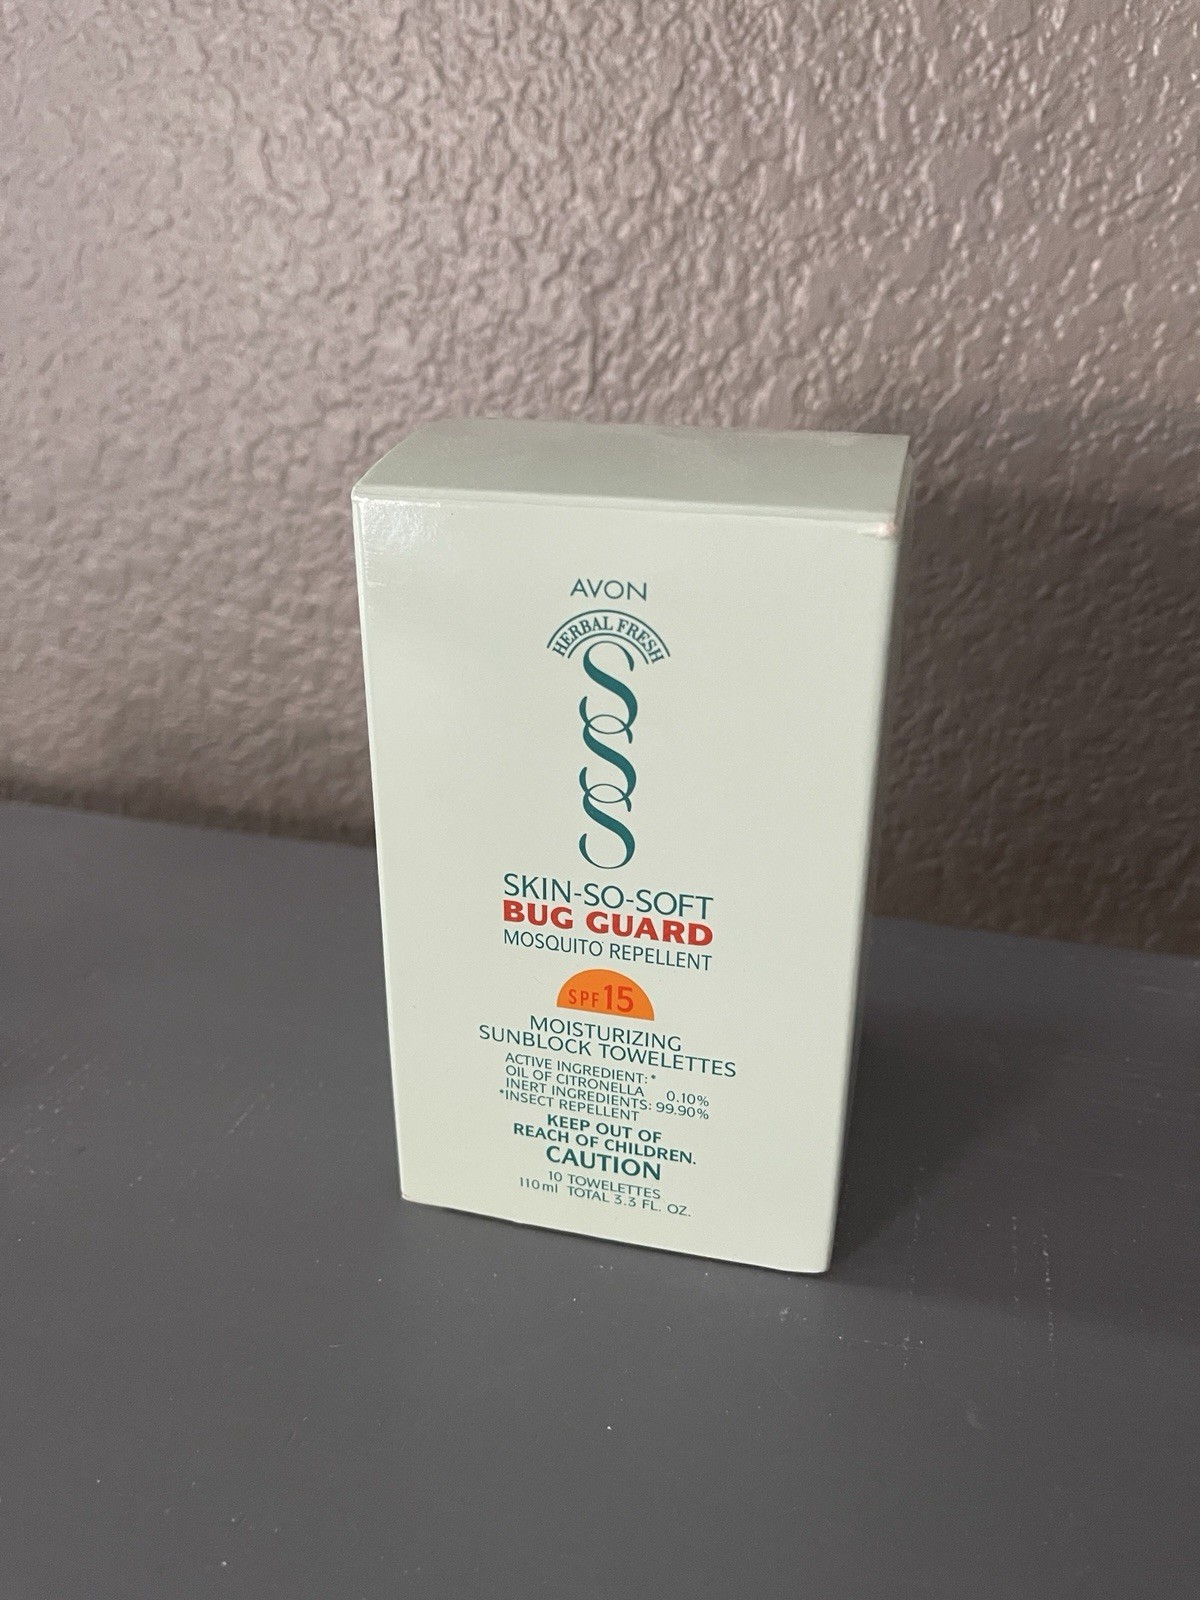 AVON
HERBAL FRESH
SSS
SKIN-SO-SOFT
BUG GUARD
MOSQUITO REPELLENT
SPF 15
MOISTURIZING
SUNBLOCK TOWELETTES
ACTIVE INGREDIENT:*
OIL OF CITRONELLA 0.10%
INERT INGREDIENTS: 99.90%
*INSECT REPELLENT
KEEP OUT OF
REACH OF CHILDREN.
CAUTION
10 TOWELETTES
110ml TOTAL 3.3 FL. OZ.